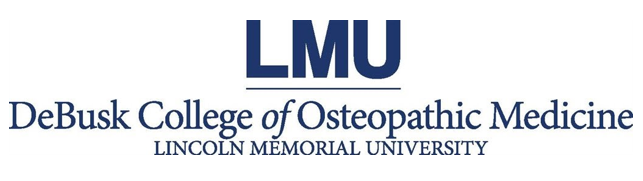 LMU
DeBusk College of Osteopathic Medicine
LINCOLN MEMORIAL UNIVERSITY